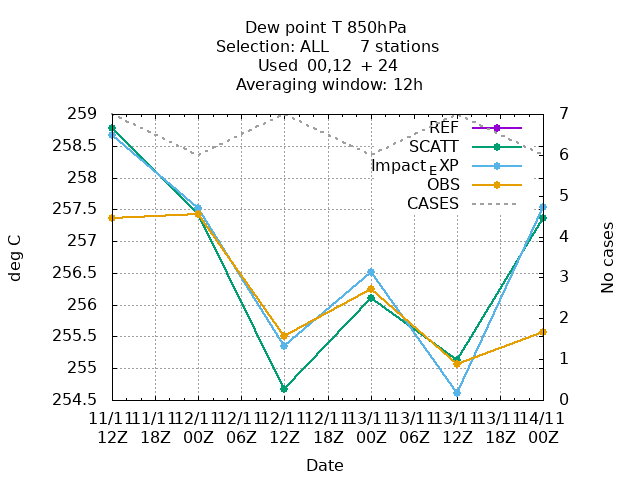 Dew point T 850hPa
Selection: ALL 7 stations
Used 00,12 + 24
Averaging window: 12h
259
258.5
258
257.5
257
256.5
256
255.5
255
254.5
7
6
5
4
3
2
1
0
REF
SCATT
Impact_EXP
OBS
CASES
deg C
No cases
11/11 11/11 12/11 12/11 12/11 12/11 13/11 13/11 13/11 13/11 14/11
12Z 18Z 00Z 06Z 12Z 18Z 00Z 06Z 12Z 18Z 00Z
Date